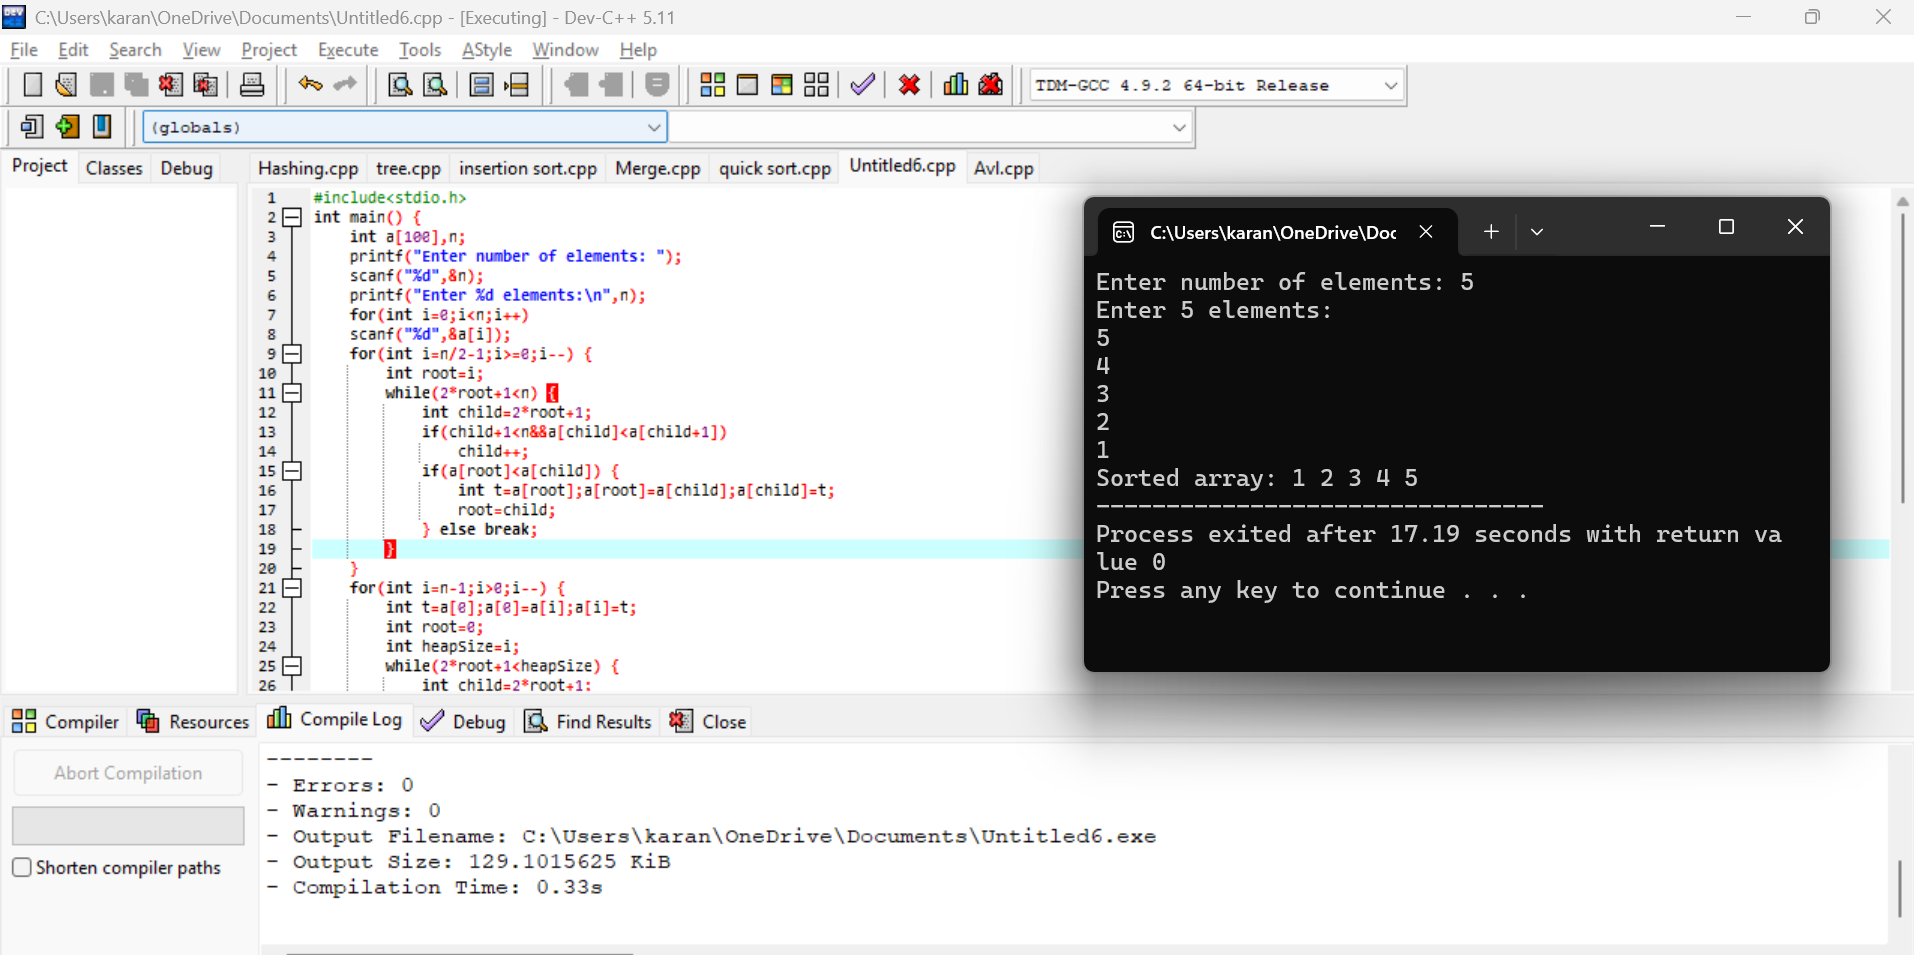 C:\Users\karan\OneDrive\Documents\Untitled6.cpp - [Executing] - Dev-C++ 5.11
File Edit Search View Project Execute Tools AStyle Window Help
TDM-GCC 4.9.2 64-bit Release
(globals)
Project Classes Debug
Hashing.cpp tree.cpp insertion sort.cpp Merge.cpp quick sort.cpp Untitled6.cpp Avl.cpp
1 #include<stdio.h>
2 int main() {
3 int a[100],n;
4 printf("Enter number of elements: ");
5 scanf("%d",&n);
6 printf("Enter %d elements:\n",n);
7 for(int i=0;i<n;i++)
8 scanf("%d",&a[i]);
9 for(int i=n/2-1;i>=0;i--) {
10 int root=i;
11 while(2*root+1<n) {
12 int child=2*root+1;
13 if(child+1<n&&a[child]<a[child+1])
14 child++;
15 if(a[root]<a[child]) {
16 int t=a[root];a[root]=a[child];a[child]=t;
17 root=child;
18 } else break;
19 }
20 }
21 for(int i=n-1;i>0;i--) {
22 int t=a[0];a[0]=a[i];a[i]=t;
23 int root=0;
24 int heapSize=i;
25 while(2*root+1<heapSize) {
26 int child=2*root+1;
C:\Users\karan\OneDrive\Doc
Enter number of elements: 5
Enter 5 elements:
5
4
3
2
1
Sorted array: 1 2 3 4 5
--------------------------------
Process exited after 17.19 seconds with return va
lue 0
Press any key to continue . . .
Compiler Resources Compile Log Debug Find Results Close
Abort Compilation
Shorten compiler paths
--------
- Errors: 0
- Warnings: 0
- Output Filename: C:\Users\karan\OneDrive\Documents\Untitled6.exe
- Output Size: 129.1015625 KiB
- Compilation Time: 0.33s